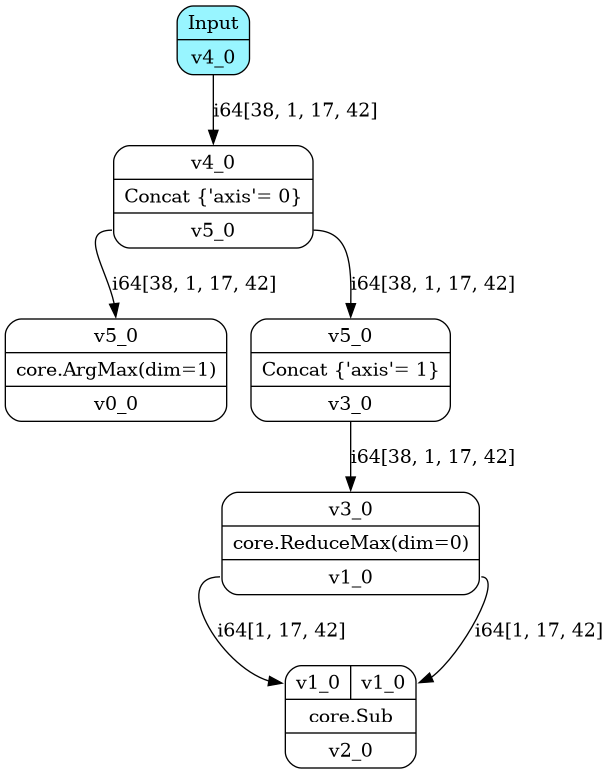 Input
v4_0
i64[38, 1, 17, 42]
v4_0
Concat {'axis'= 0}
v5_0
i64[38, 1, 17, 42]
i64[38, 1, 17, 42]
v5_0
core.ArgMax(dim=1)
v0_0
v5_0
Concat {'axis'= 1}
v3_0
i64[38, 1, 17, 42]
v3_0
core.ReduceMax(dim=0)
v1_0
i64[1, 17, 42]
i64[1, 17, 42]
v1_0
v1_0
core.Sub
v2_0